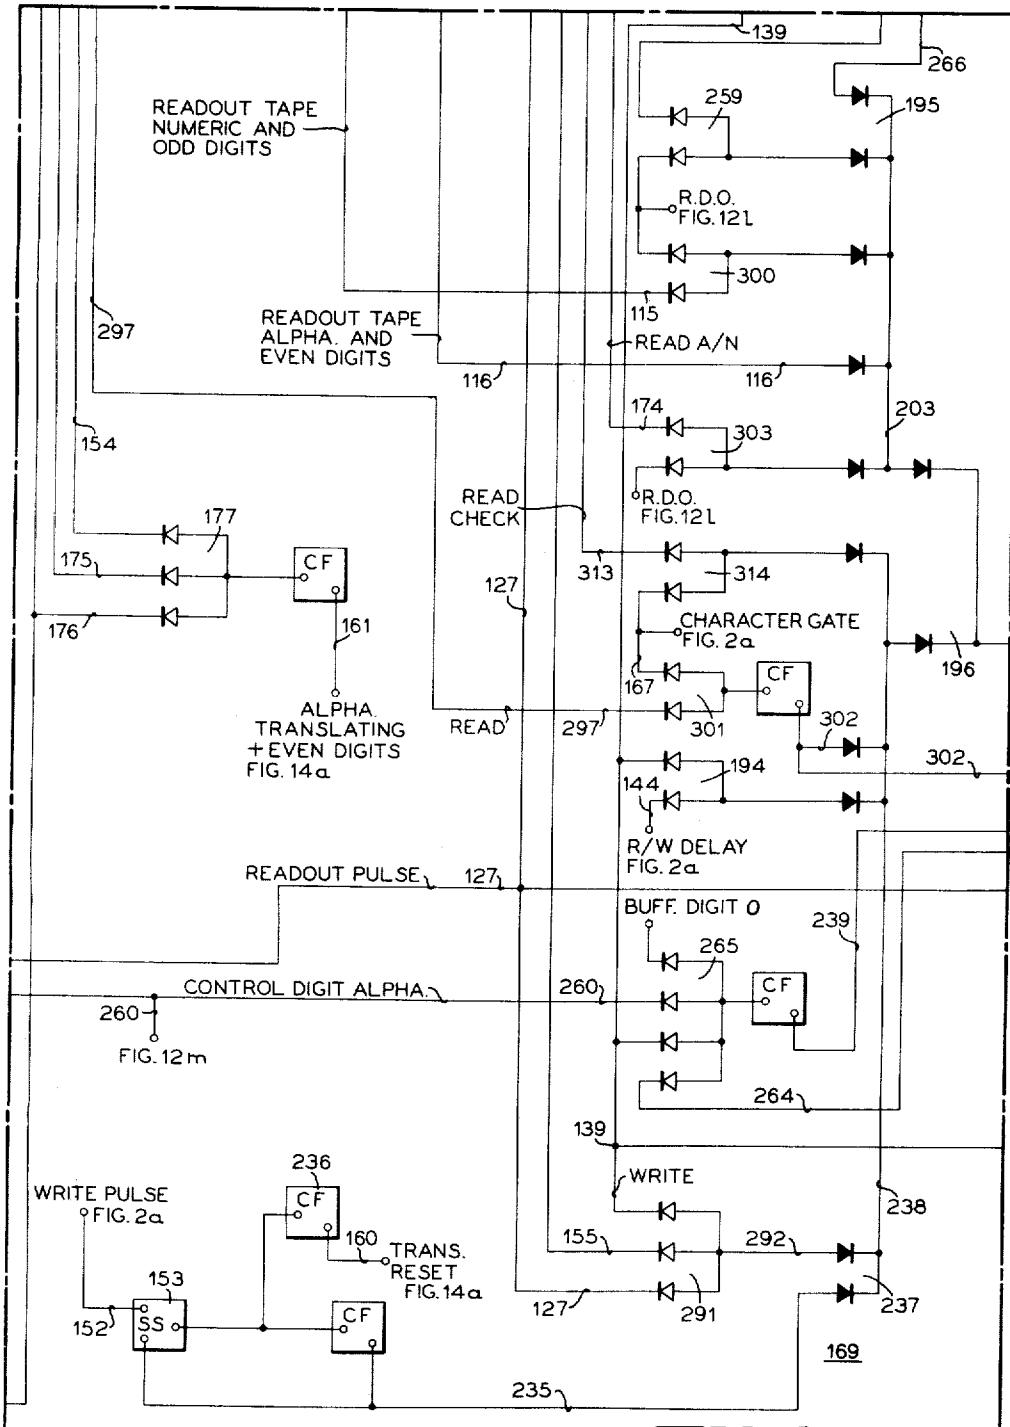 139
266
READOUT TAPE
NUMERIC AND
ODD DIGITS
259
195
R.D.O.
FIG. 12l
300
297
115
READOUT TAPE
ALPHA. AND
EVEN DIGITS
READ A/N
116
116
203
154
174
303
READ
CHECK
R.D.O.
FIG. 12l
177
CF
175
313
314
127
176
161
CHARACTER GATE
FIG. 2a
196
167
CF
ALPHA.
TRANSLATING
+ EVEN DIGITS
FIG. 14a
READ
297
301
302
302
194
144
R/W DELAY
FIG. 2a
READOUT PULSE
127
BUFF. DIGIT O
239
265
CONTROL DIGIT ALPHA.
260
CF
260
FIG. 12m
264
139
236
WRITE
WRITE PULSE
FIG. 2a
CF
238
160
TRANS.
RESET
FIG. 14a
155
292
153
152
SS
CF
127
291
237
169
235